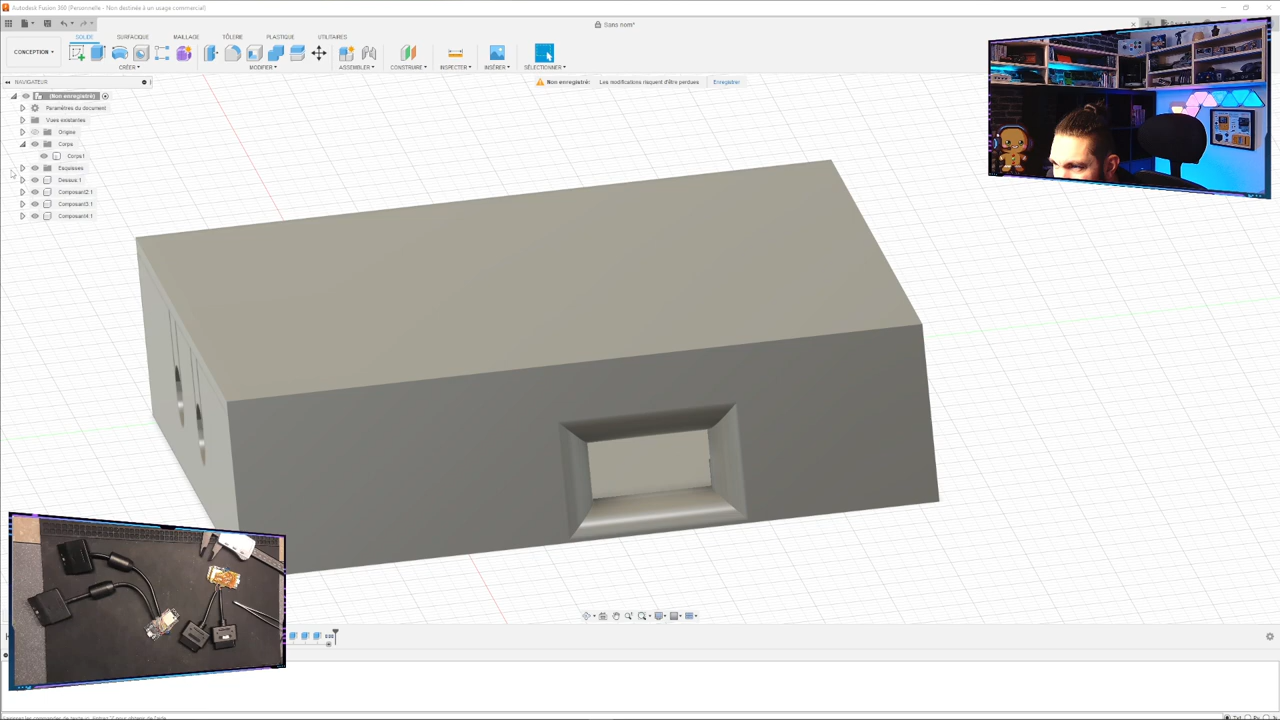 Autodesk Fusion 360 (Personnelle - Non destinée à un usage commercial)
Sans nom*
SOLIDE SURFACIQUE MAILLAGE TÔLERIE PLASTIQUE UTILITAIRES
CONCEPTION
CRÉER MODIFIER ASSEMBLER CONSTRUIRE INSPECTER INSÉRER SÉLECTIONNER
NAVIGATEUR
Non enregistré: Les modifications risquent d'être perdues Enregistrer
(Non enregistré)
Paramètres du document
Vues existantes
Origine
Corps
Corps1
Esquisses
Dessus:1
Composant2:1
Composant3:1
Composant4:1
Txt